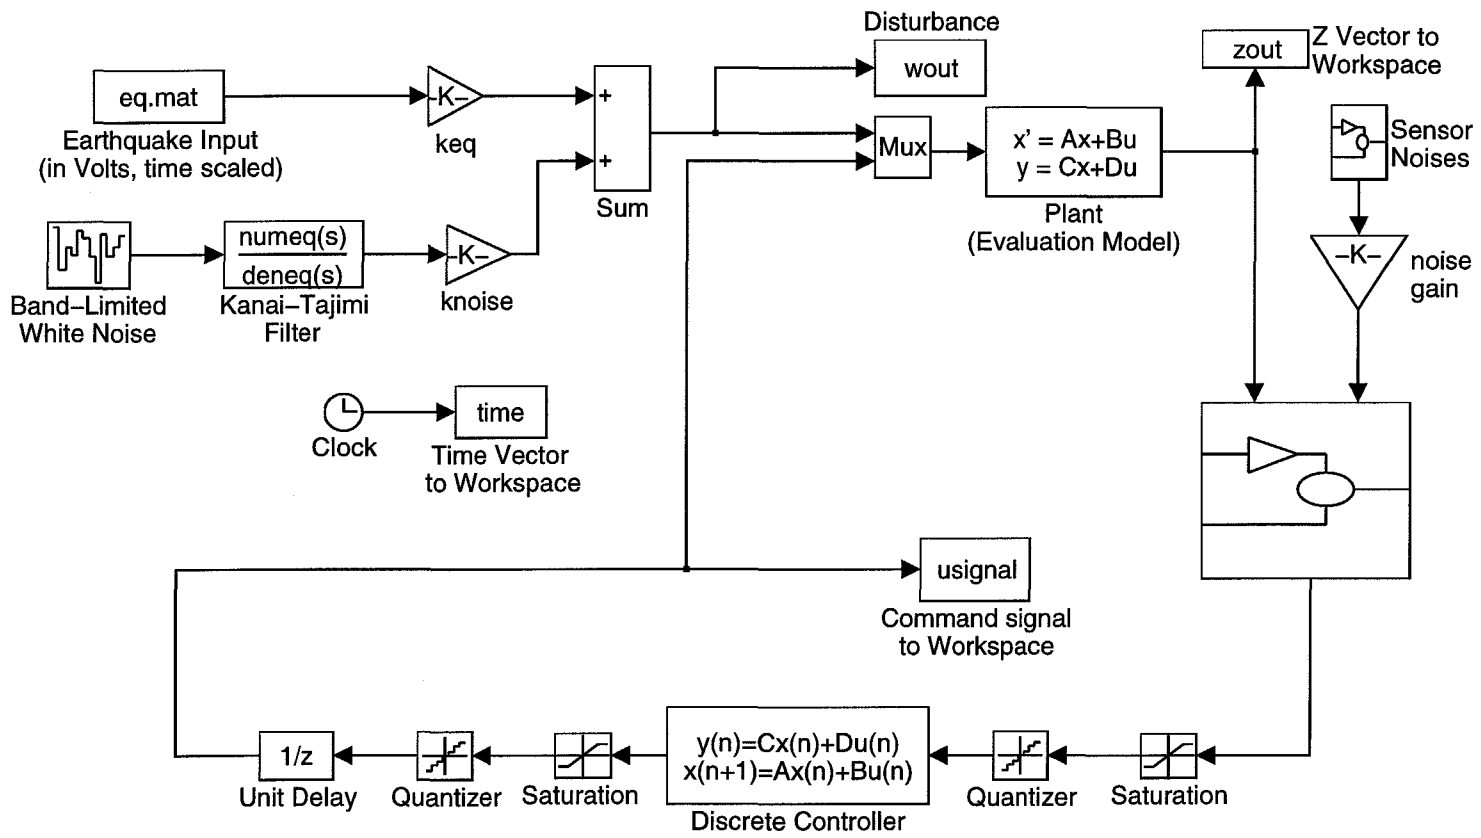 Disturbance
wout
zout
Z Vector to
Workspace
eq.mat
Earthquake Input
(in Volts, time scaled)
-K-
keq
+
+
Sum
Mux
x' = Ax+Bu
y = Cx+Du
Plant
(Evaluation Model)
Sensor
Noises
numeq(s)
deneq(s)
Band-Limited
White Noise
Kanai-Tajimi
Filter
-K-
knoise
-K-
noise
gain
Clock
time
Time Vector
to Workspace
usignal
Command signal
to Workspace
1/z
Unit Delay
Quantizer
Saturation
y(n)=Cx(n)+Du(n)
x(n+1)=Ax(n)+Bu(n)
Discrete Controller
Quantizer
Saturation